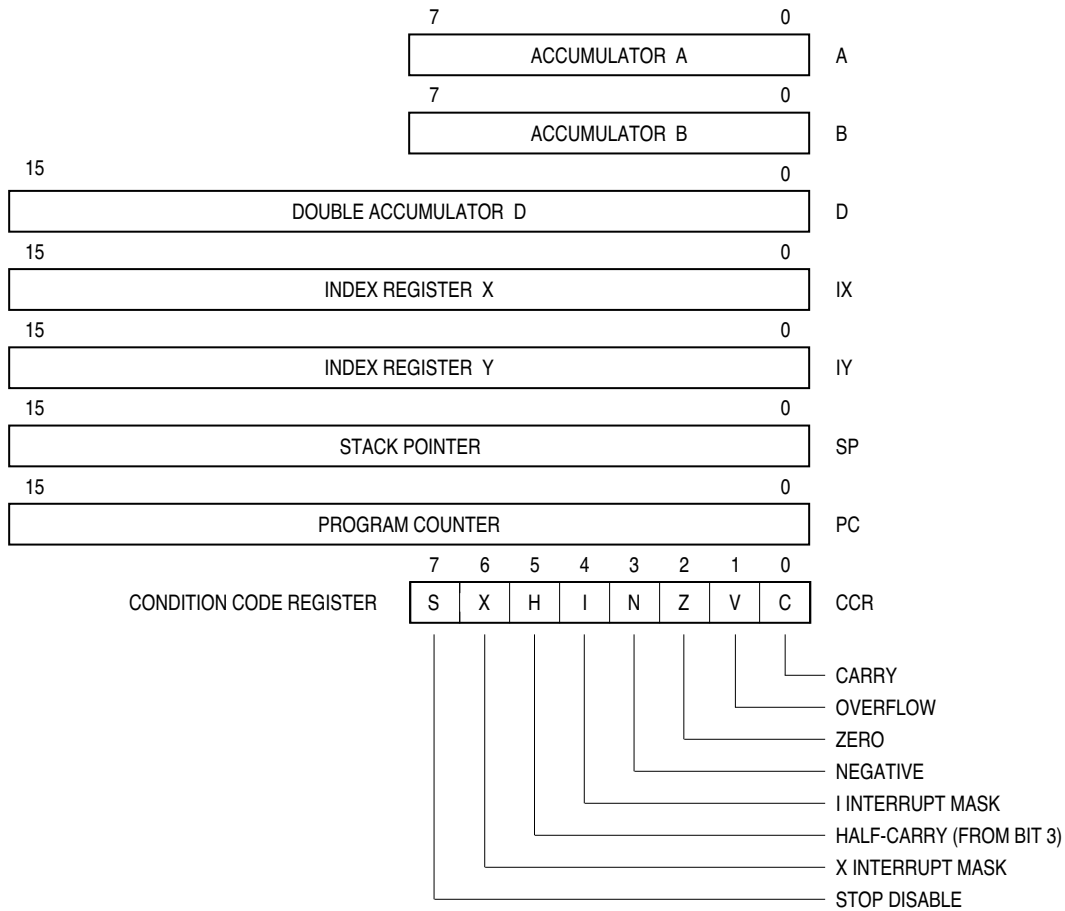 7 0
ACCUMULATOR A A
7 0
ACCUMULATOR B B
15 0
DOUBLE ACCUMULATOR D D
15 0
INDEX REGISTER X IX
15 0
INDEX REGISTER Y IY
15 0
STACK POINTER SP
15 0
PROGRAM COUNTER PC
7 6 5 4 3 2 1 0
CONDITION CODE REGISTER S X H I N Z V C CCR
CARRY
OVERFLOW
ZERO
NEGATIVE
I INTERRUPT MASK
HALF-CARRY (FROM BIT 3)
X INTERRUPT MASK
STOP DISABLE